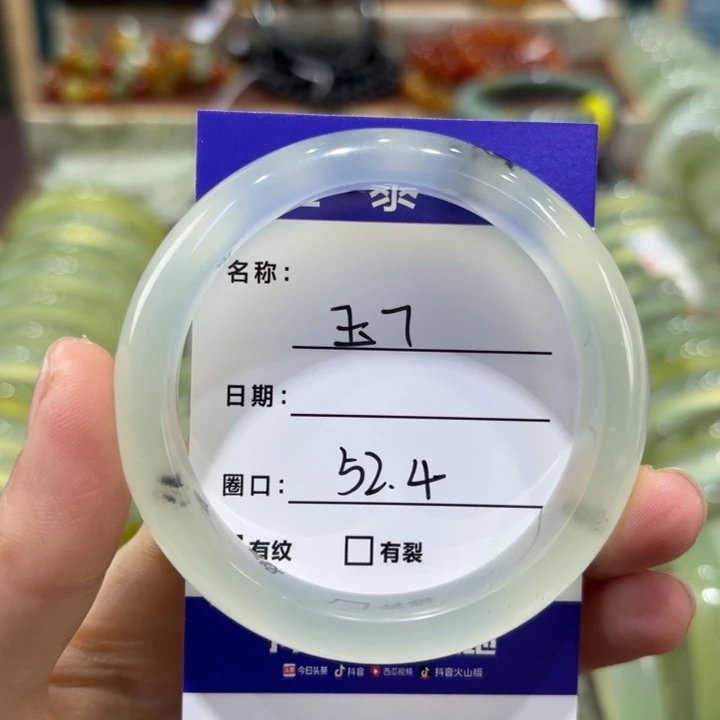 名称：
玉7
日期：
圈口： 52.4
有纹 □有裂
今日头条 抖音 西瓜视频 抖音火山版